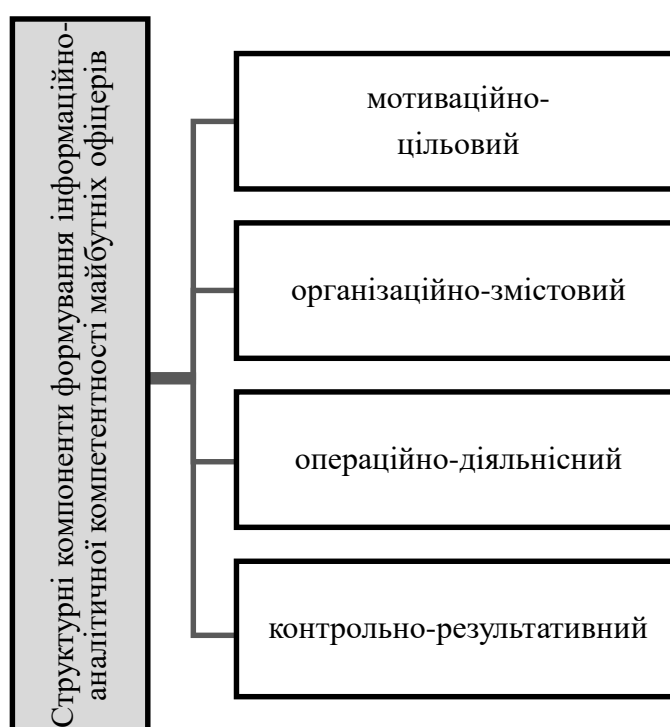 Структурні компоненти формування інформаційно-
аналітичної компетентності майбутніх офіцерів
мотиваційно-
цільовий
організаційно-змістовий
операційно-діяльнісний
контрольно-результативний